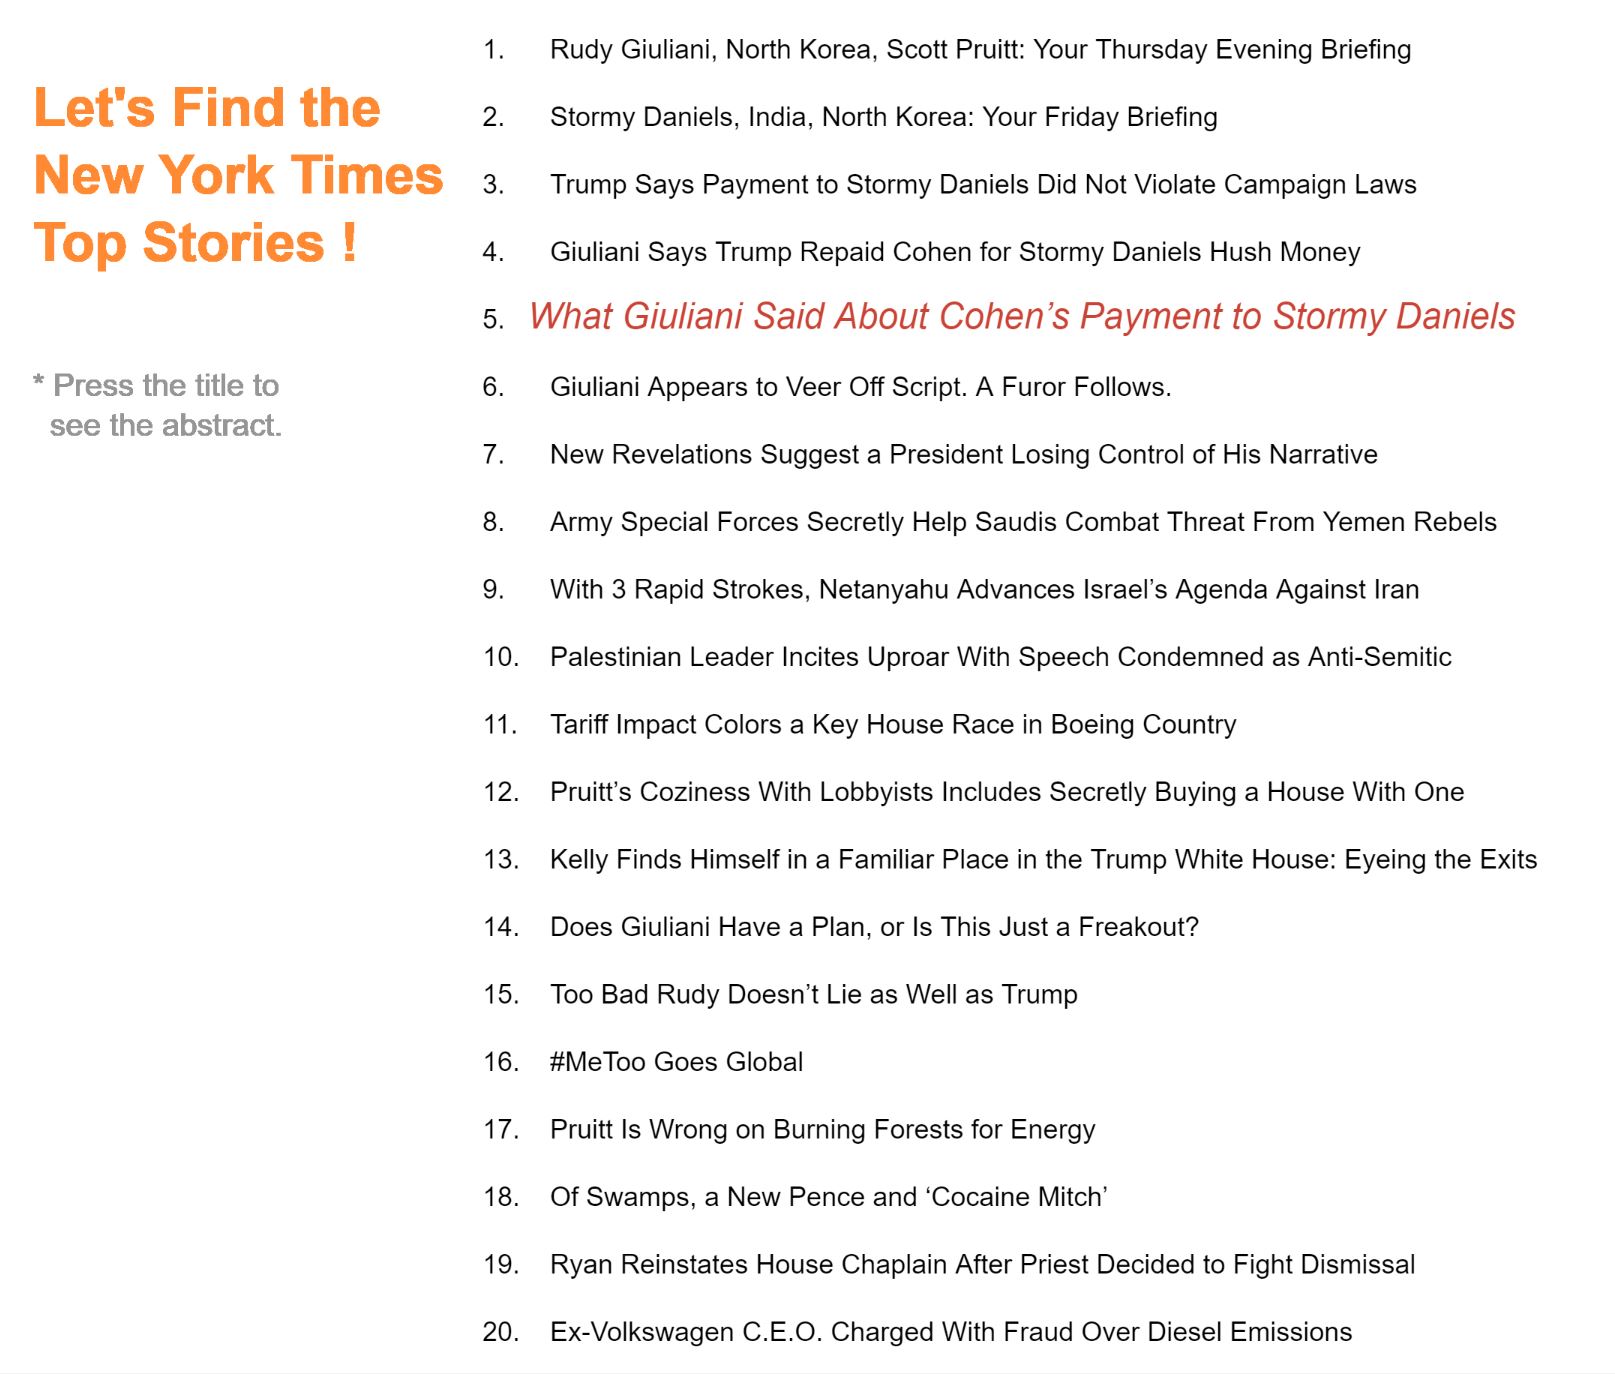 Let's Find the
New York Times
Top Stories !
* Press the title to
see the abstract.
1. Rudy Giuliani, North Korea, Scott Pruitt: Your Thursday Evening Briefing
2. Stormy Daniels, India, North Korea: Your Friday Briefing
3. Trump Says Payment to Stormy Daniels Did Not Violate Campaign Laws
4. Giuliani Says Trump Repaid Cohen for Stormy Daniels Hush Money
5. What Giuliani Said About Cohen’s Payment to Stormy Daniels
6. Giuliani Appears to Veer Off Script. A Furor Follows.
7. New Revelations Suggest a President Losing Control of His Narrative
8. Army Special Forces Secretly Help Saudis Combat Threat From Yemen Rebels
9. With 3 Rapid Strokes, Netanyahu Advances Israel’s Agenda Against Iran
10. Palestinian Leader Incites Uproar With Speech Condemned as Anti-Semitic
11. Tariff Impact Colors a Key House Race in Boeing Country
12. Pruitt’s Coziness With Lobbyists Includes Secretly Buying a House With One
13. Kelly Finds Himself in a Familiar Place in the Trump White House: Eyeing the Exits
14. Does Giuliani Have a Plan, or Is This Just a Freakout?
15. Too Bad Rudy Doesn’t Lie as Well as Trump
16. #MeToo Goes Global
17. Pruitt Is Wrong on Burning Forests for Energy
18. Of Swamps, a New Pence and ‘Cocaine Mitch’
19. Ryan Reinstates House Chaplain After Priest Decided to Fight Dismissal
20. Ex-Volkswagen C.E.O. Charged With Fraud Over Diesel Emissions